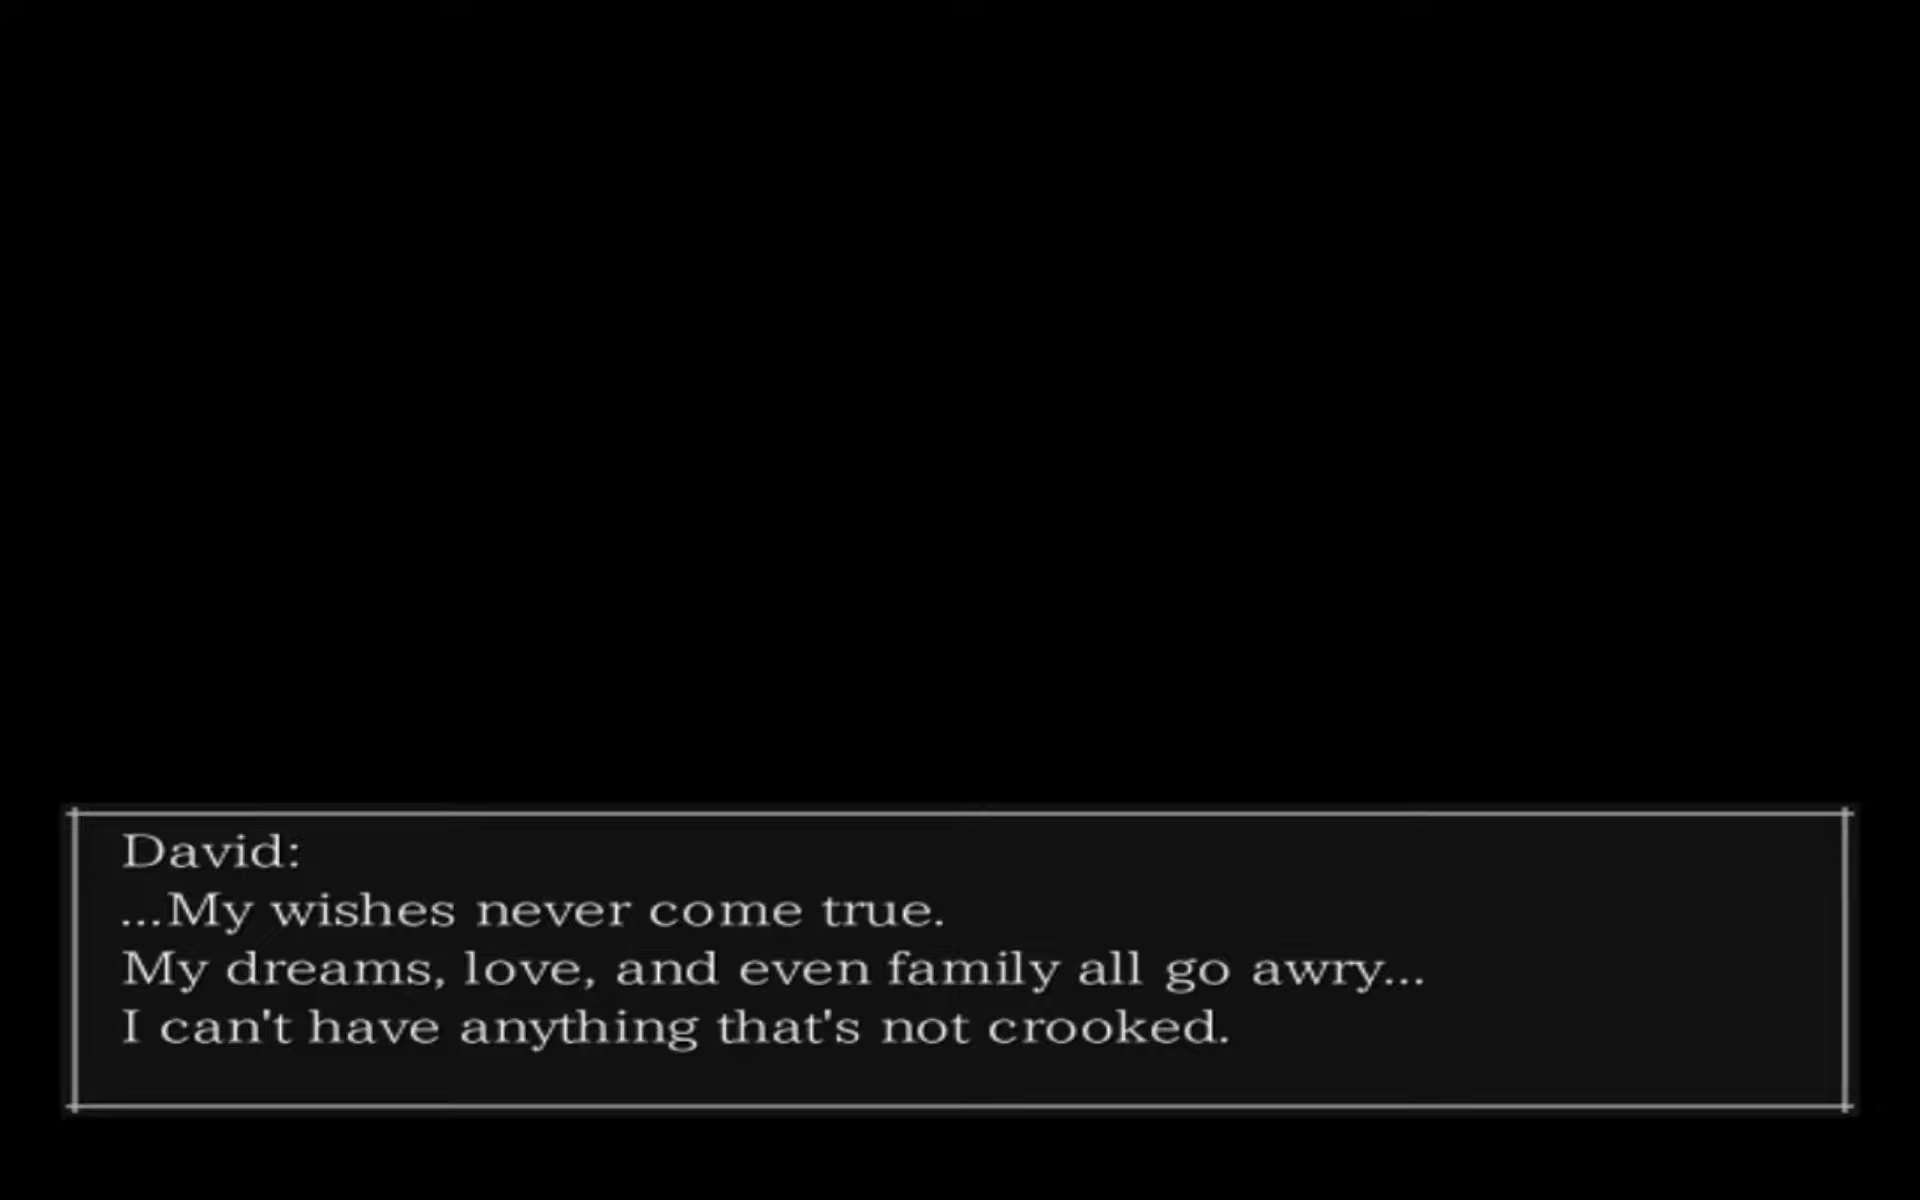 David:
...My wishes never come true.
My dreams, love, and even family all go awry...
I can't have anything that's not crooked.